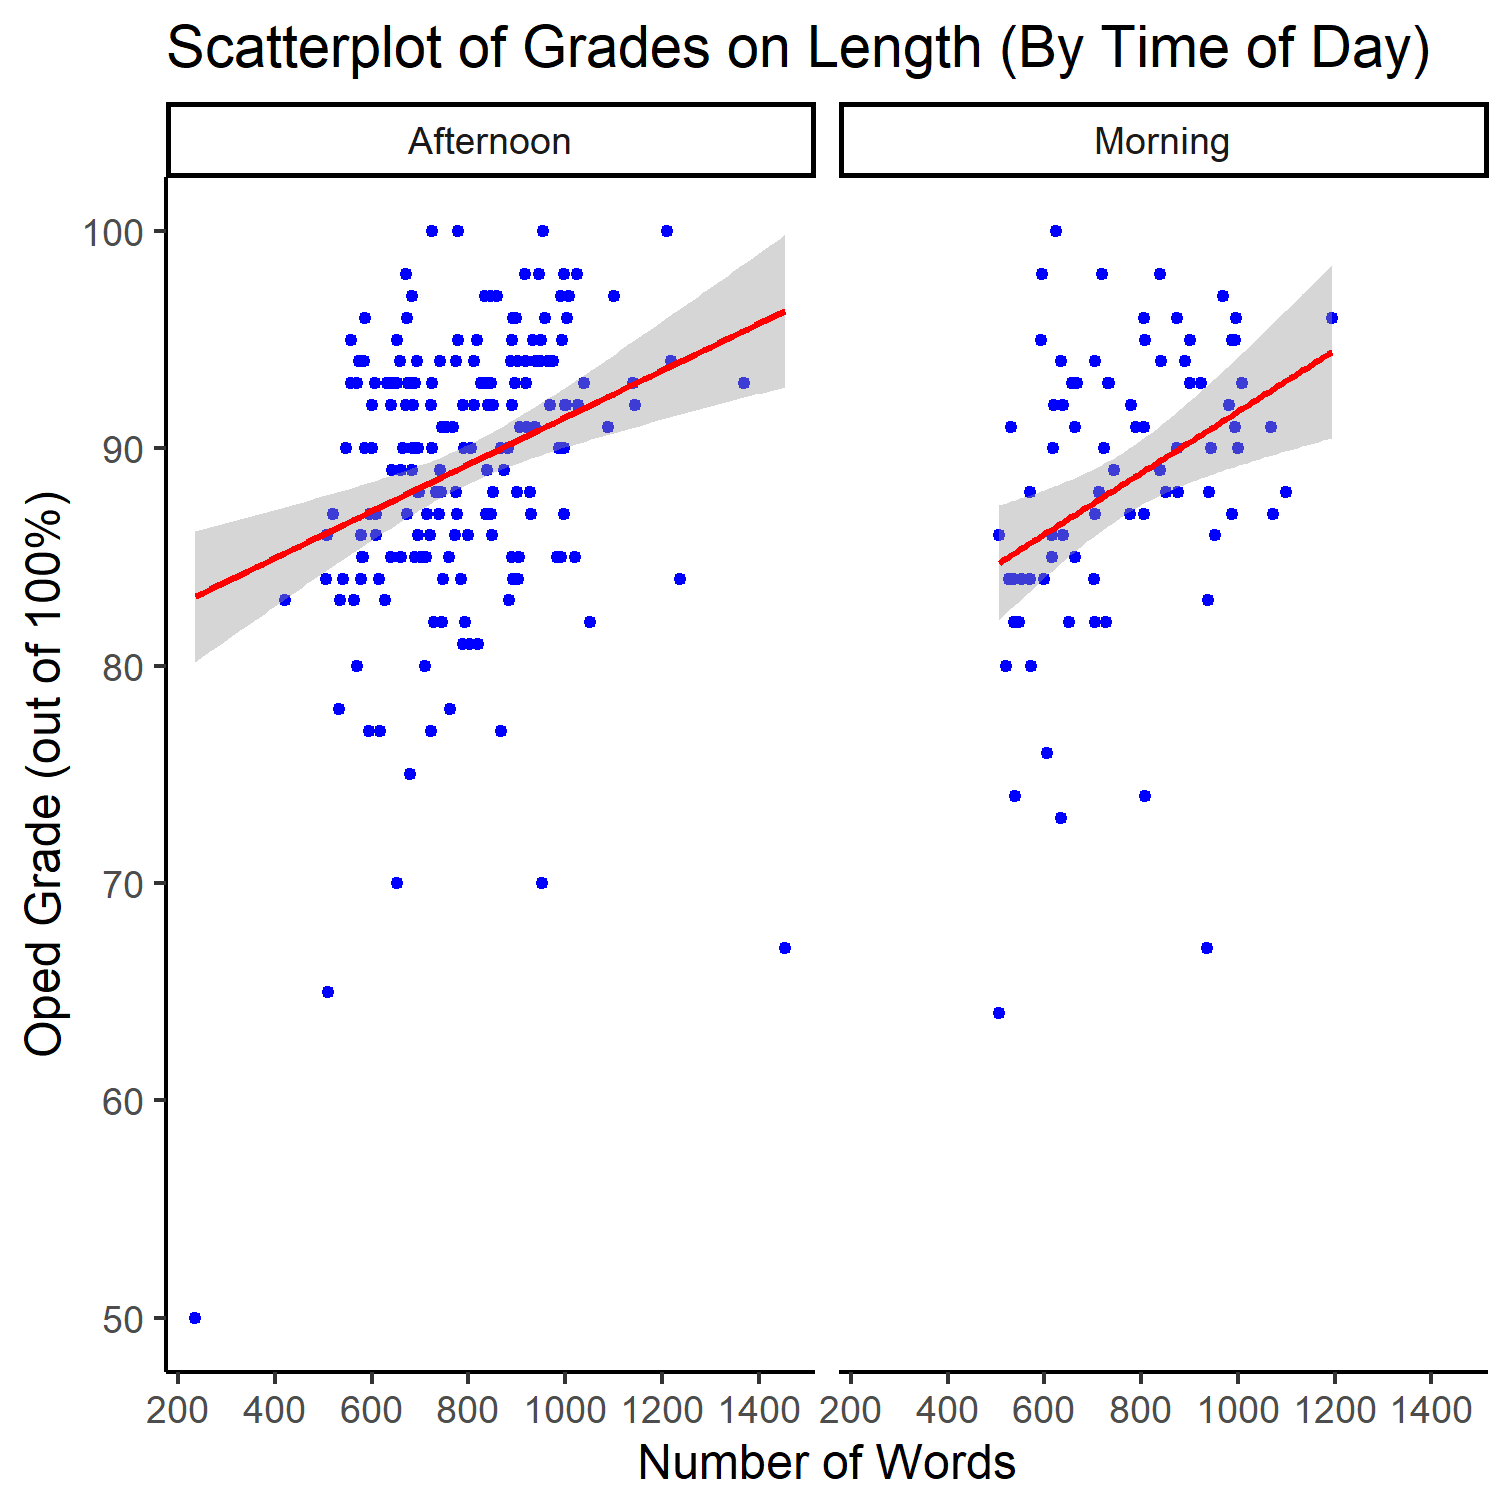 Scatterplot of Grades on Length (By Time of Day)
Afternoon
Morning
Oped Grade (out of 100%)
100
90
80
70
60
50
200 400 600 800 1000 1200 1400
200 400 600 800 1000 1200 1400
Number of Words